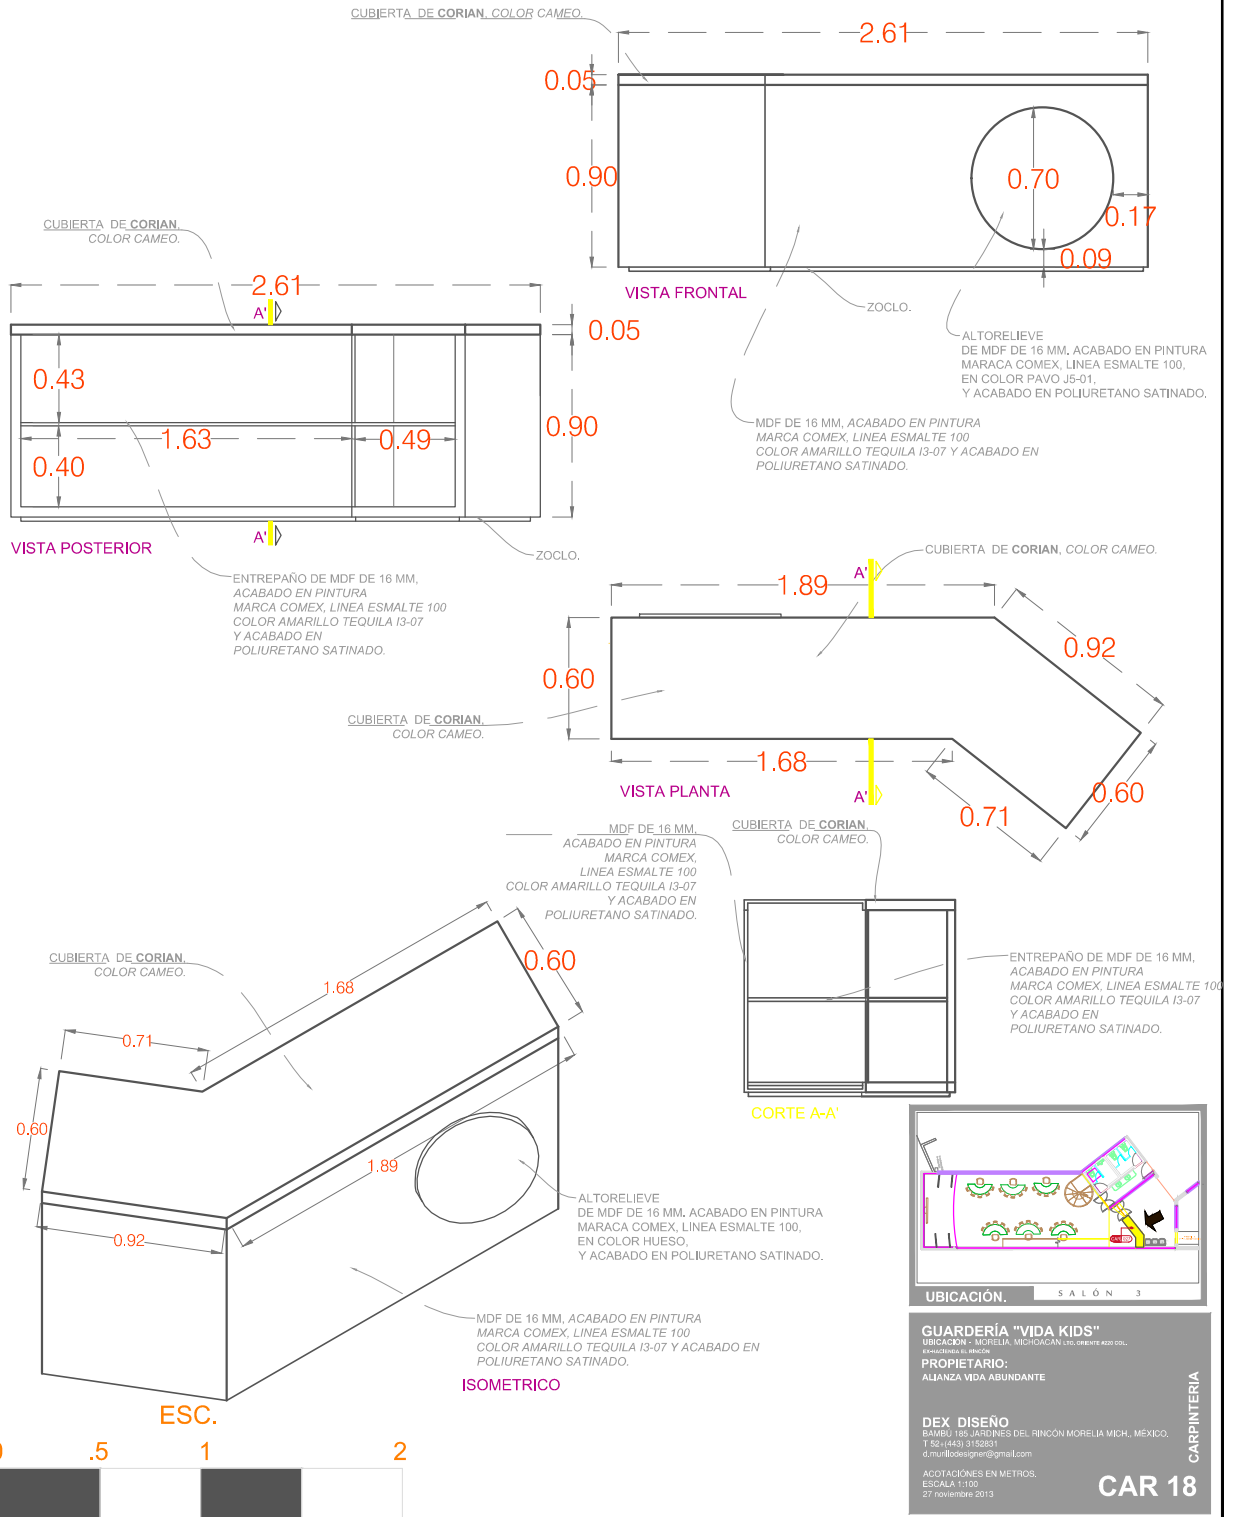 CUBIERTA DE CORIAN, COLOR CAMEO.
2.61
0.05
0.90
0.70
0.17
0.09
VISTA FRONTAL
ZOCLO.
ALTORELIEVE
DE MDF DE 16 MM, ACABADO EN PINTURA
MARACA COMEX, LINEA ESMALTE 100,
EN COLOR PAVO J5-01,
Y ACABADO EN POLIURETANO SATINADO.
MDF DE 16 MM, ACABADO EN PINTURA
MARCA COMEX, LINEA ESMALTE 100
COLOR AMARILLO TEQUILA I3-07 Y ACABADO EN
POLIURETANO SATINADO.
CUBIERTA DE CORIAN,
COLOR CAMEO.
2.61
A'
0.05
0.43
1.63
0.49
0.90
0.40
A'
VISTA POSTERIOR
ZOCLO.
ENTREPAÑO DE MDF DE 16 MM,
ACABADO EN PINTURA
MARCA COMEX, LINEA ESMALTE 100
COLOR AMARILLO TEQUILA I3-07
Y ACABADO EN
POLIURETANO SATINADO.
CUBIERTA DE CORIAN, COLOR CAMEO.
A'
1.89
0.92
0.60
CUBIERTA DE CORIAN,
COLOR CAMEO.
1.68
0.60
0.71
A'
VISTA PLANTA
MDF DE 16 MM,
ACABADO EN PINTURA
MARCA COMEX,
LINEA ESMALTE 100
COLOR AMARILLO TEQUILA I3-07
Y ACABADO EN
POLIURETANO SATINADO.
CUBIERTA DE CORIAN,
COLOR CAMEO.
ENTREPAÑO DE MDF DE 16 MM,
ACABADO EN PINTURA
MARCA COMEX, LINEA ESMALTE 100
COLOR AMARILLO TEQUILA I3-07
Y ACABADO EN
POLIURETANO SATINADO.
CORTE A-A'
CUBIERTA DE CORIAN,
COLOR CAMEO.
0.60
1.68
0.71
0.60
1.89
0.92
ALTORELIEVE
DE MDF DE 16 MM, ACABADO EN PINTURA
MARACA COMEX, LINEA ESMALTE 100,
EN COLOR HUESO,
Y ACABADO EN POLIURETANO SATINADO.
MDF DE 16 MM, ACABADO EN PINTURA
MARCA COMEX, LINEA ESMALTE 100
COLOR AMARILLO TEQUILA I3-07 Y ACABADO EN
POLIURETANO SATINADO.
ISOMETRICO
ESC.
0 .5 1 2
UBICACIÓN.
SALÓN 3
GUARDERÍA "VIDA KIDS"
UBICACIÓN - MORELIA, MICHOACAN LYC. ORIENTE #220 COL.
EX-HACIENDA EL RINCÓN
PROPIETARIO:
ALIANZA VIDA ABUNDANTE
DEX DISEÑO
BAMBÚ 185 JARDINES DEL RINCÓN MORELIA MICH., MÉXICO.
T 52+(443) 3152831
d.murillodesigner@gmail.com
ACOTACIÓNES EN METROS.
ESCALA 1:100
27 noviembre 2013
CARPINTERIA
CAR 18